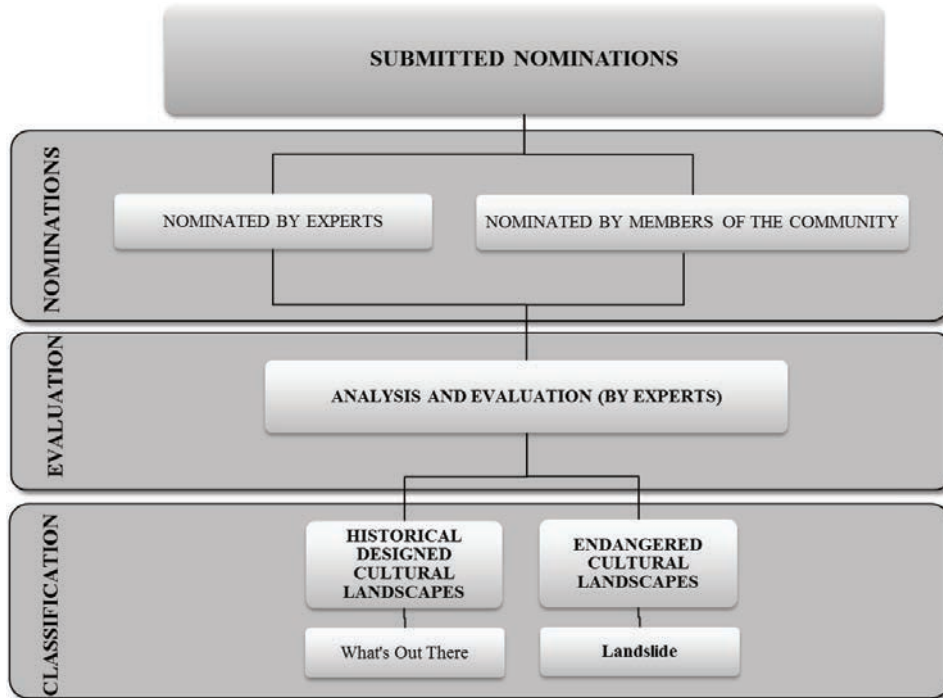 SUBMITTED NOMINATIONS
NOMINATIONS
NOMINATED BY EXPERTS
NOMINATED BY MEMBERS OF THE COMMUNITY
EVALUATION
ANALYSIS AND EVALUATION (BY EXPERTS)
CLASSIFICATION
HISTORICAL
DESIGNED
CULTURAL
LANDSCAPES
ENDANGERED
CULTURAL
LANDSCAPES
What's Out There
Landslide